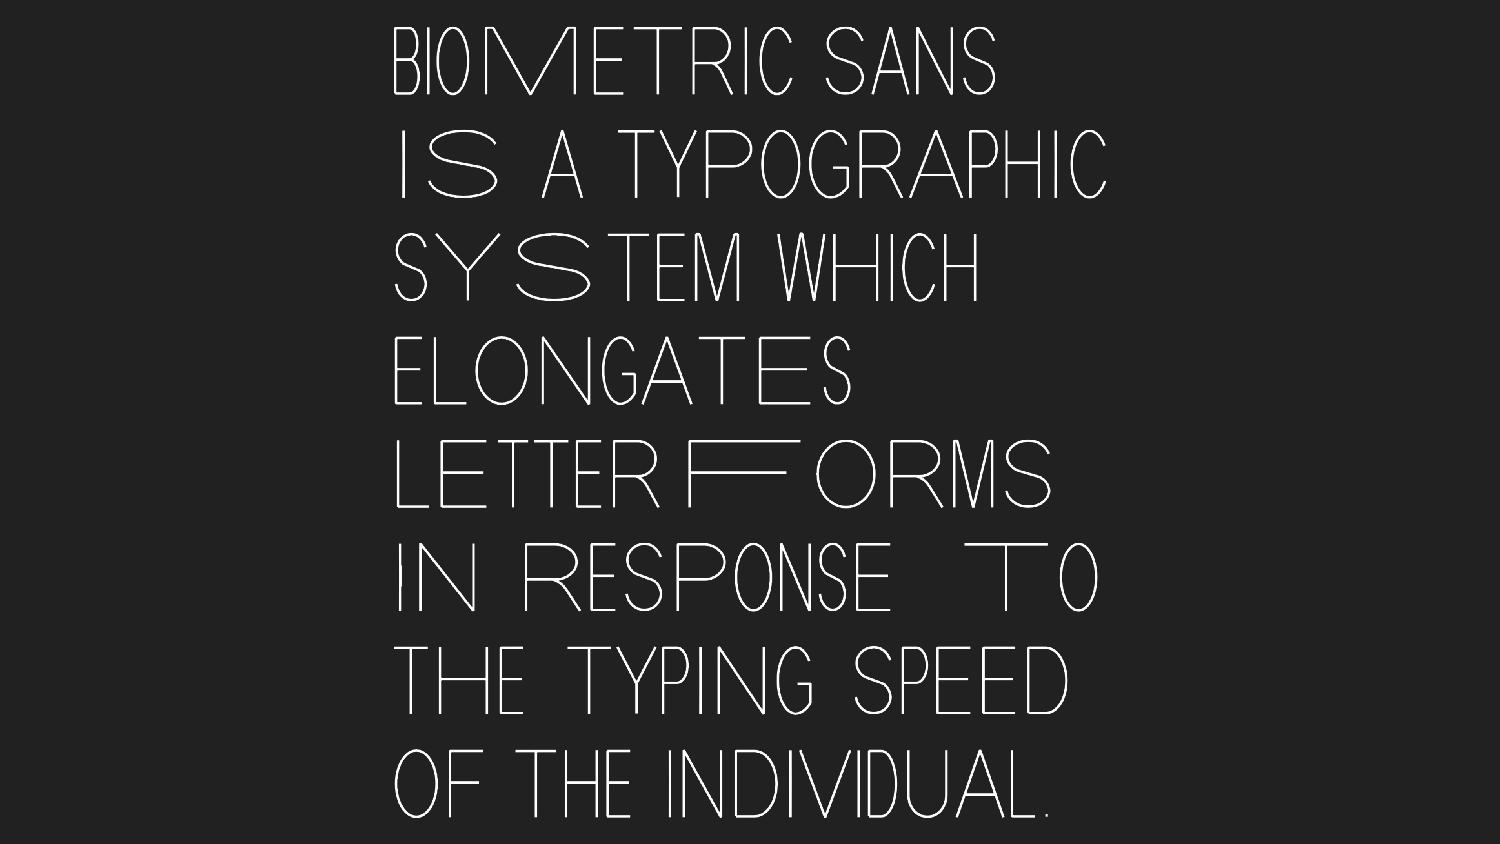 BIOMETRIC SANS
IS A TYPOGRAPHIC
SYSTEM WHICH
ELONGATES
LETTERFORMS
IN RESPONSE TO
THE TYPING SPEED
OF THE INDIVIDUAL.